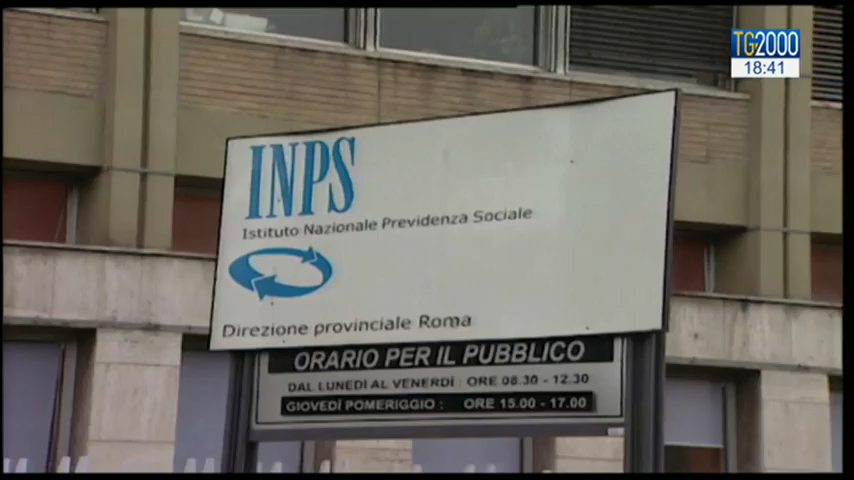 TG2000
18:41
INPS
Istituto Nazionale Previdenza Sociale
Direzione provinciale Roma
ORARIO PER IL PUBBLICO
DAL LUNEDÌ AL VENERDÌ : ORE 08.30 - 12.30
GIOVEDÌ POMERIGGIO : ORE 15.00 - 17.00